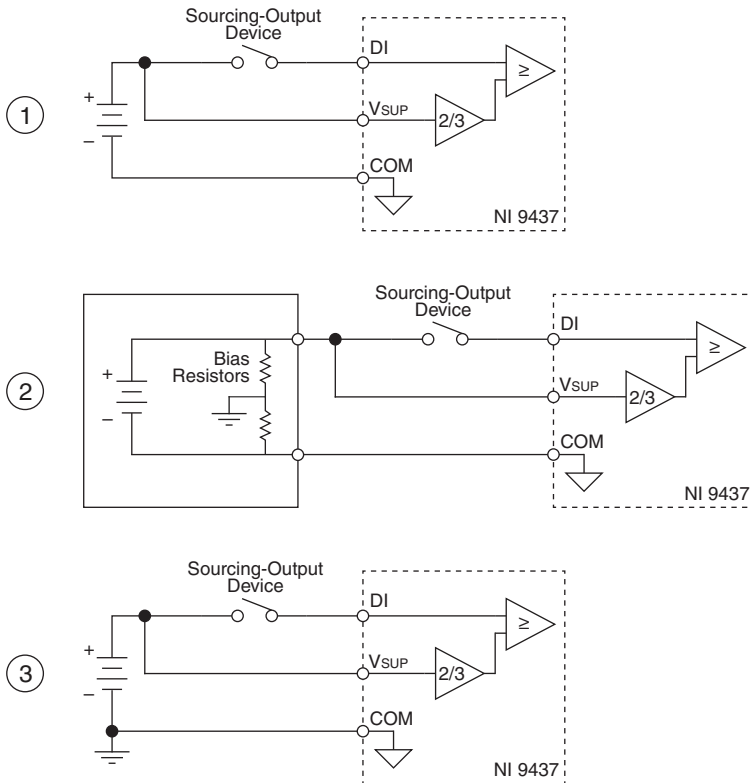 Sourcing-Output
Device
DI
≥
1
+
VSUP
2/3
–
COM
NI 9437
Sourcing-Output
Device
DI
Bias
Resistors
≥
2
+
VSUP
2/3
–
COM
NI 9437
Sourcing-Output
Device
DI
≥
3
+
VSUP
2/3
–
COM
NI 9437